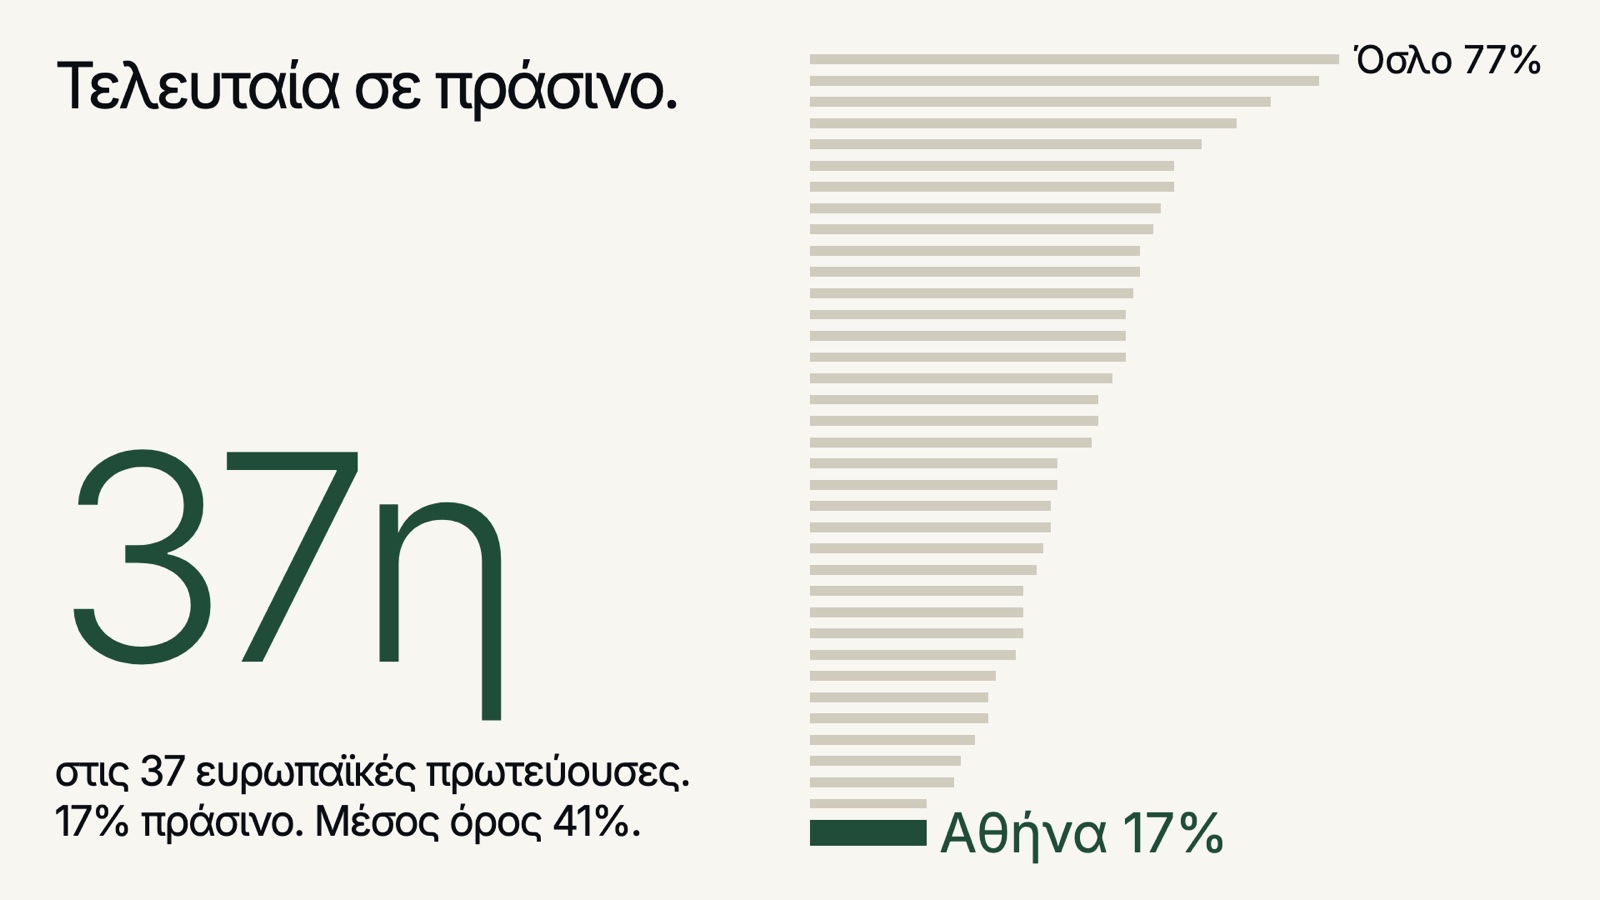 Τελευταία σε πράσινο.
37η
στις 37 ευρωπαϊκές πρωτεύουσες.
17% πράσινο. Μέσος όρος 41%.
Όσλο 77%
Αθήνα 17%